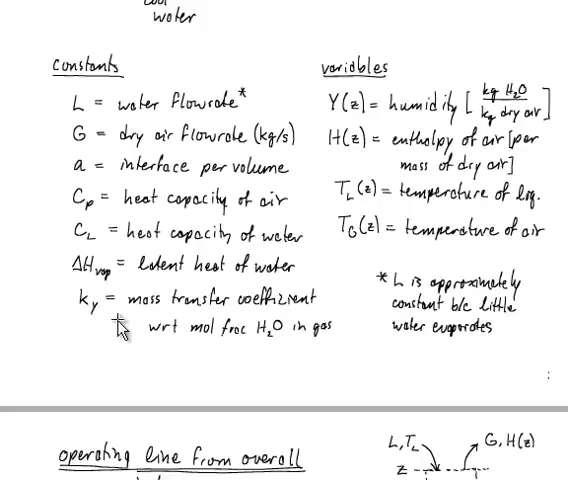 cool
water
constants
L = water flowrate*
G = dry air flowrate (kg/s)
a = interface per volume
Cp = heat capacity of air
CL = heat capacity of water
ΔHvap = latent heat of water
ky = mass transfer coefficient
wrt mol frac H2O in gas
variables
Y(z) = humidity [kg H2O / kg dry air]
H(z) = enthalpy of air [per
mass of dry air]
TL(z) = temperature of liq.
TG(z) = temperature of air
* L is approximately
constant b/c little
water evaporates
operating line from overall
L, TL
G, H(z)
z